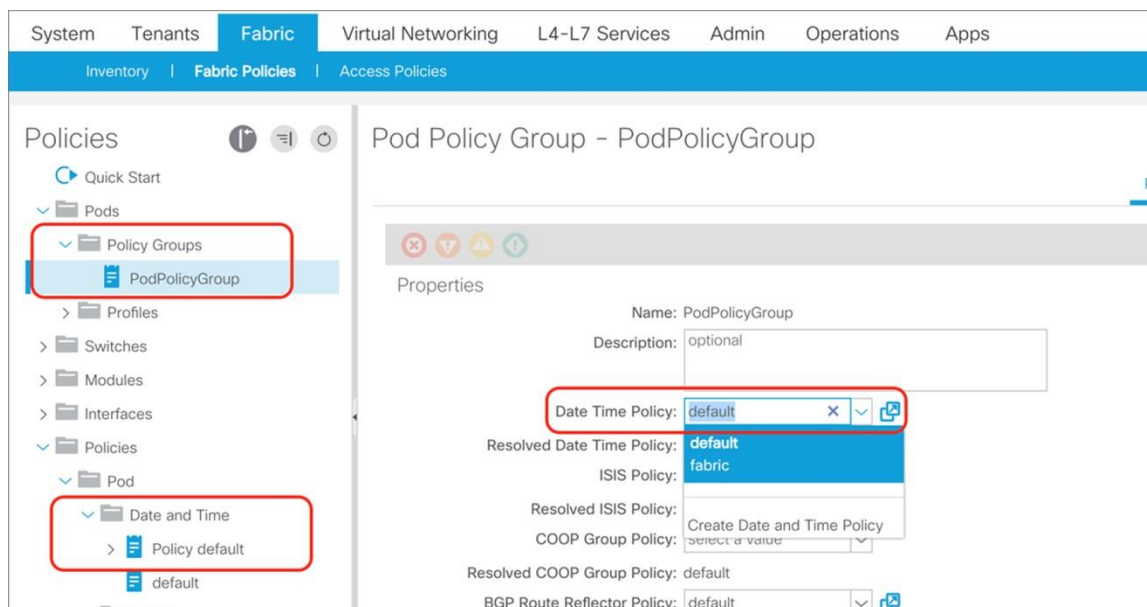 System Tenants Fabric Virtual Networking L4-L7 Services Admin Operations Apps
Inventory | Fabric Policies | Access Policies
Policies
Quick Start
Pods
Policy Groups
PodPolicyGroup
Profiles
Switches
Modules
Interfaces
Policies
Pod
Date and Time
Policy default
default
Pod Policy Group - PodPolicyGroup
Properties
Name: PodPolicyGroup
Description: optional
Date Time Policy: default
default
fabric
Create Date and Time Policy
Resolved Date Time Policy:
ISIS Policy:
Resolved ISIS Policy:
COOP Group Policy: select a value
Resolved COOP Group Policy: default
BGP Route Reflector Policy: default